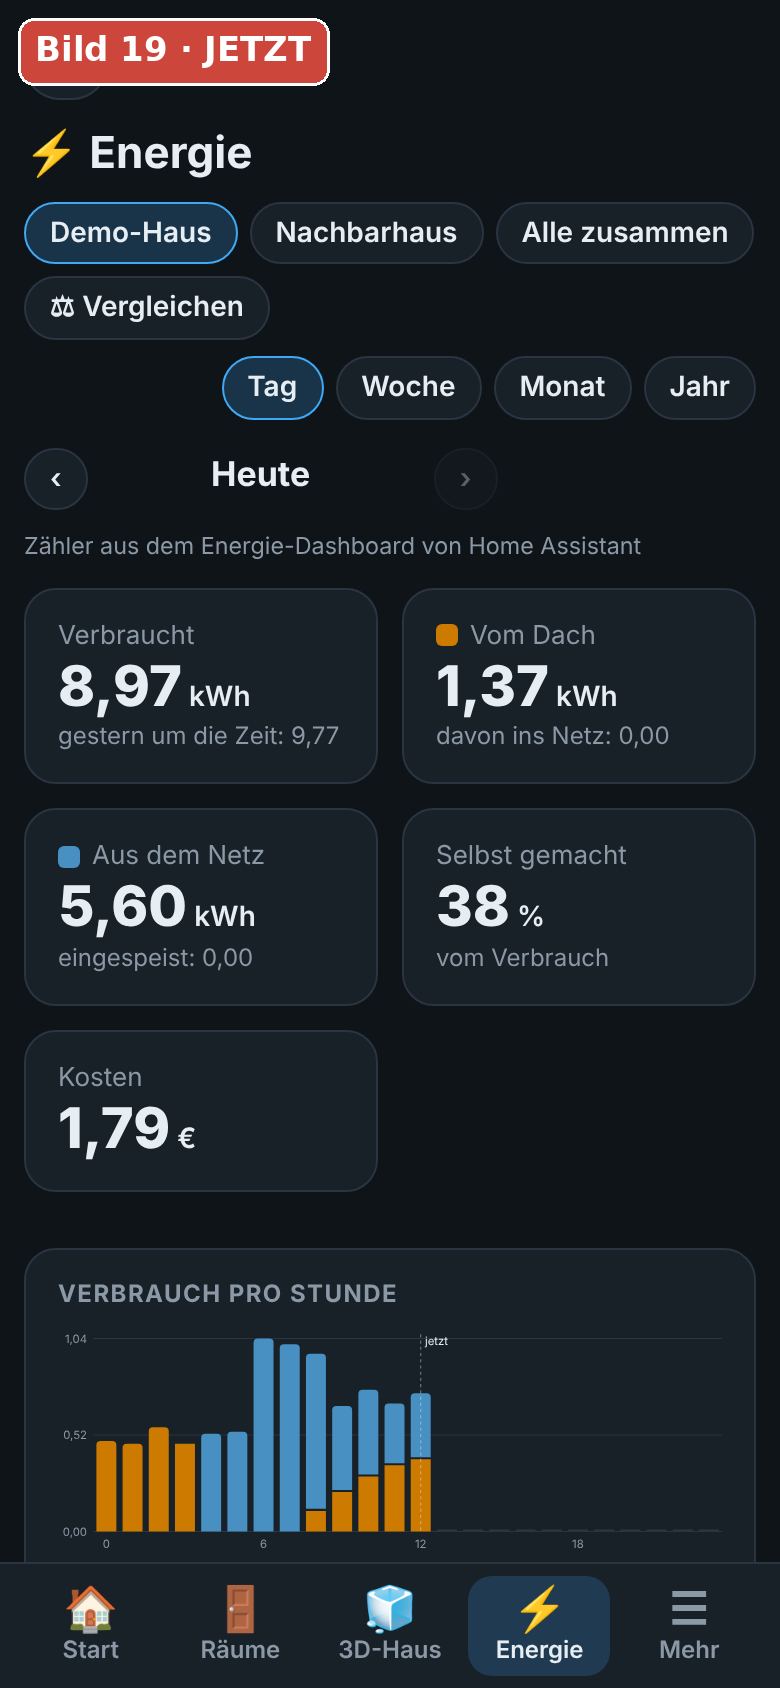 Bild 19 · JETZT
⚡ Energie
Demo-Haus
Nachbarhaus
Alle zusammen
⚖ Vergleichen
Tag
Woche
Monat
Jahr
‹
Heute
›
Zähler aus dem Energie-Dashboard von Home Assistant
Verbraucht
8,97 kWh
gestern um die Zeit: 9,77
Vom Dach
1,37 kWh
davon ins Netz: 0,00
Aus dem Netz
5,60 kWh
eingespeist: 0,00
Selbst gemacht
38 %
vom Verbrauch
Kosten
1,79 €
VERBRAUCH PRO STUNDE
1,04
jetzt
0,52
0,00
0
6
12
18
Start
Räume
3D-Haus
Energie
Mehr